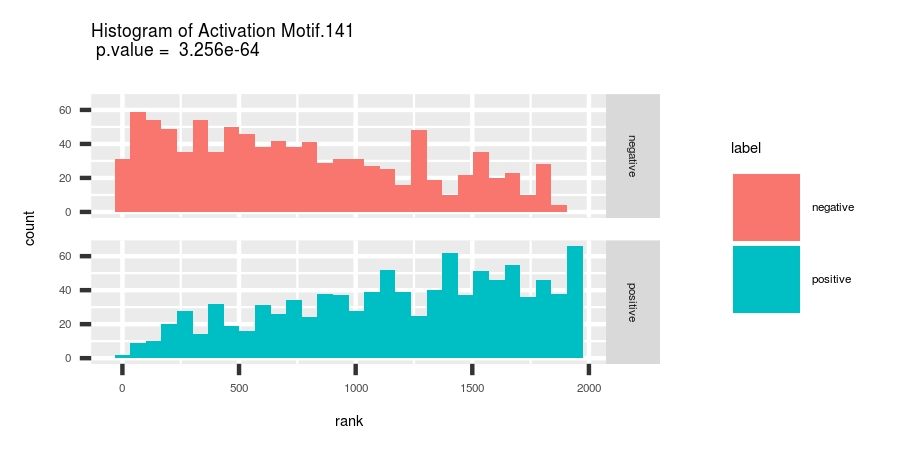 Histogram of Activation Motif.141
p.value = 3.256e-64
count
60
40
20
0
negative
60
40
20
0
positive
0
500
1000
1500
2000
rank
label
negative
positive